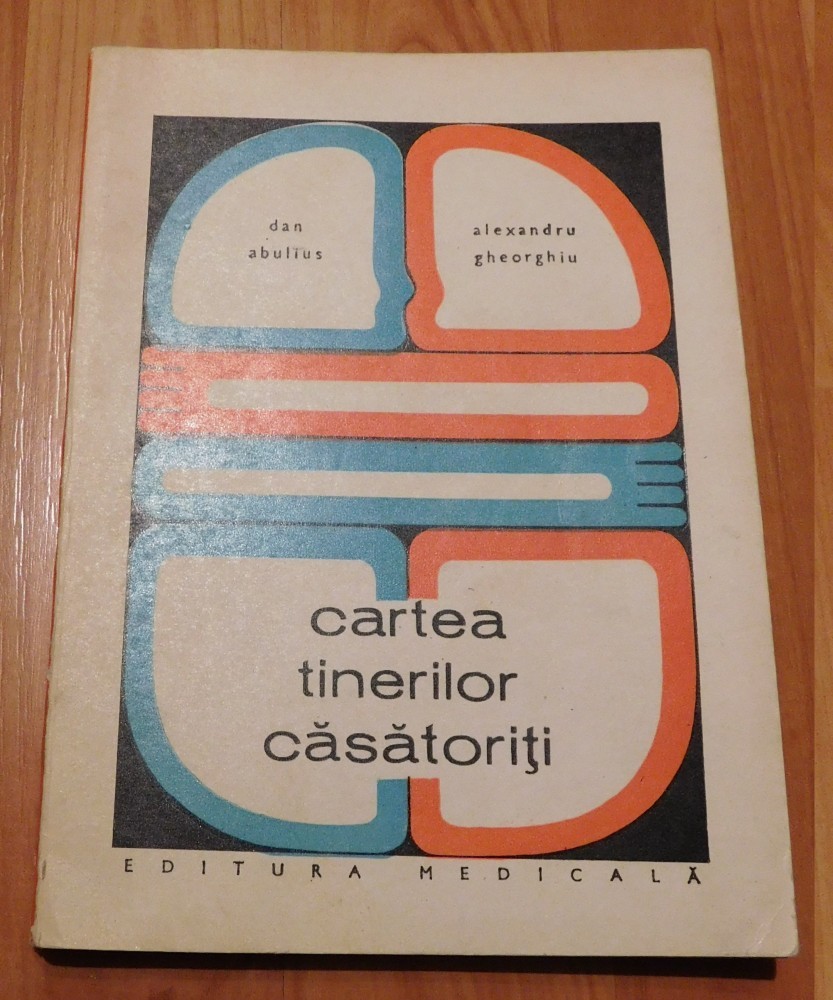 dan
abulius
alexandru
gheorghiu
cartea
tinerilor
căsătoriţi
EDITURA MEDICALĂ